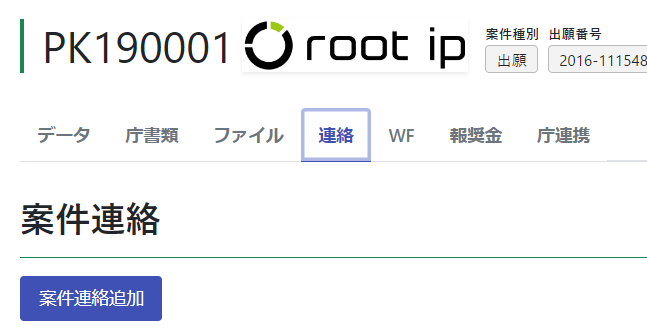 PK190001 root ip
案件種別 出願番号
出願 2016-111548
データ 庁書類 ファイル 連絡 WF 報奨金 庁連携
案件連絡
案件連絡追加